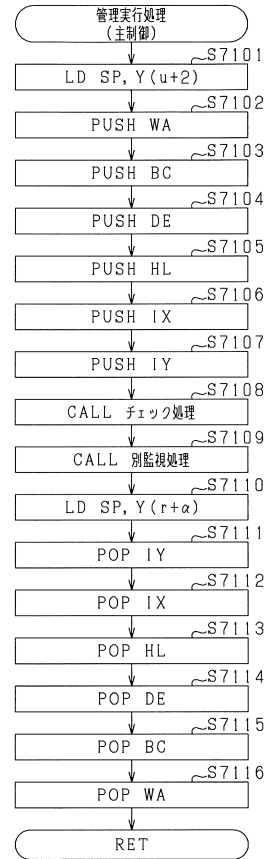 管理実行処理
(主制御)
S7101
LD SP, Y(u+2)
S7102
PUSH WA
S7103
PUSH BC
S7104
PUSH DE
S7105
PUSH HL
S7106
PUSH IX
S7107
PUSH IY
S7108
CALL チェック処理
S7109
CALL 別監視処理
S7110
LD SP, Y(r+α)
S7111
POP IY
S7112
POP IX
S7113
POP HL
S7114
POP DE
S7115
POP BC
S7116
POP WA
RET